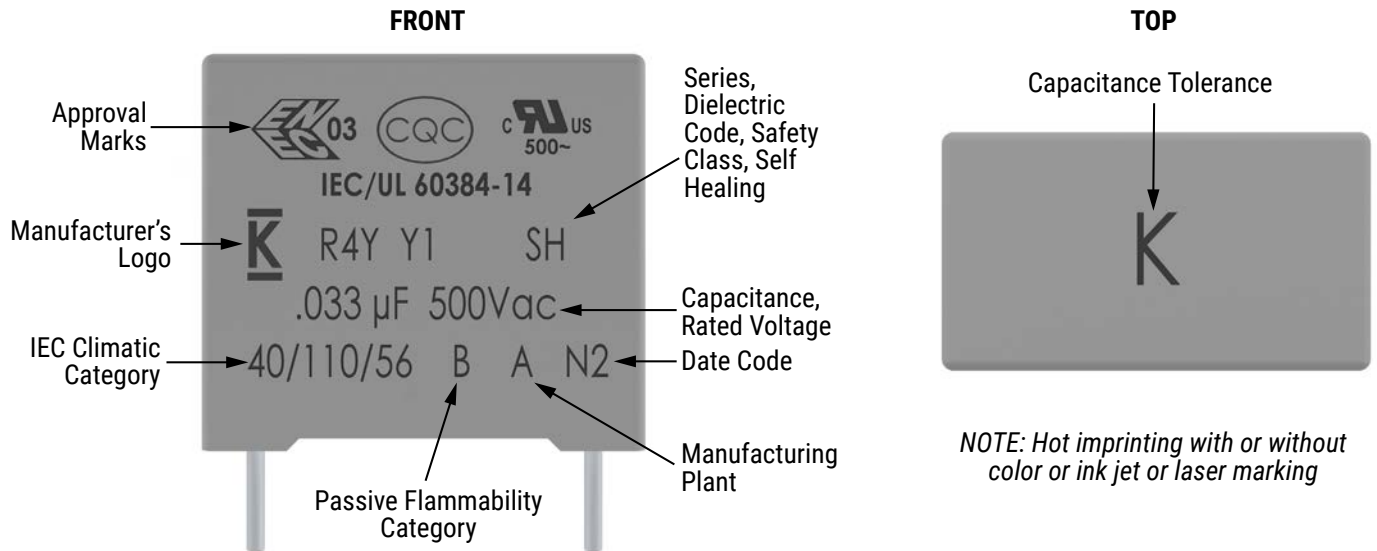 FRONT
TOP
Approval
Marks
EN
EC
03
CQC
C
UR
US
500~
IEC/UL 60384-14
Series,
Dielectric
Code, Safety
Class, Self
Healing
Capacitance Tolerance
Manufacturer's
Logo
K R4Y Y1 SH
.033 µF 500Vac
Capacitance,
Rated Voltage
K
IEC Climatic
Category
40/110/56 B A N2
Date Code
Passive Flammability
Category
Manufacturing
Plant
NOTE: Hot imprinting with or without
color or ink jet or laser marking